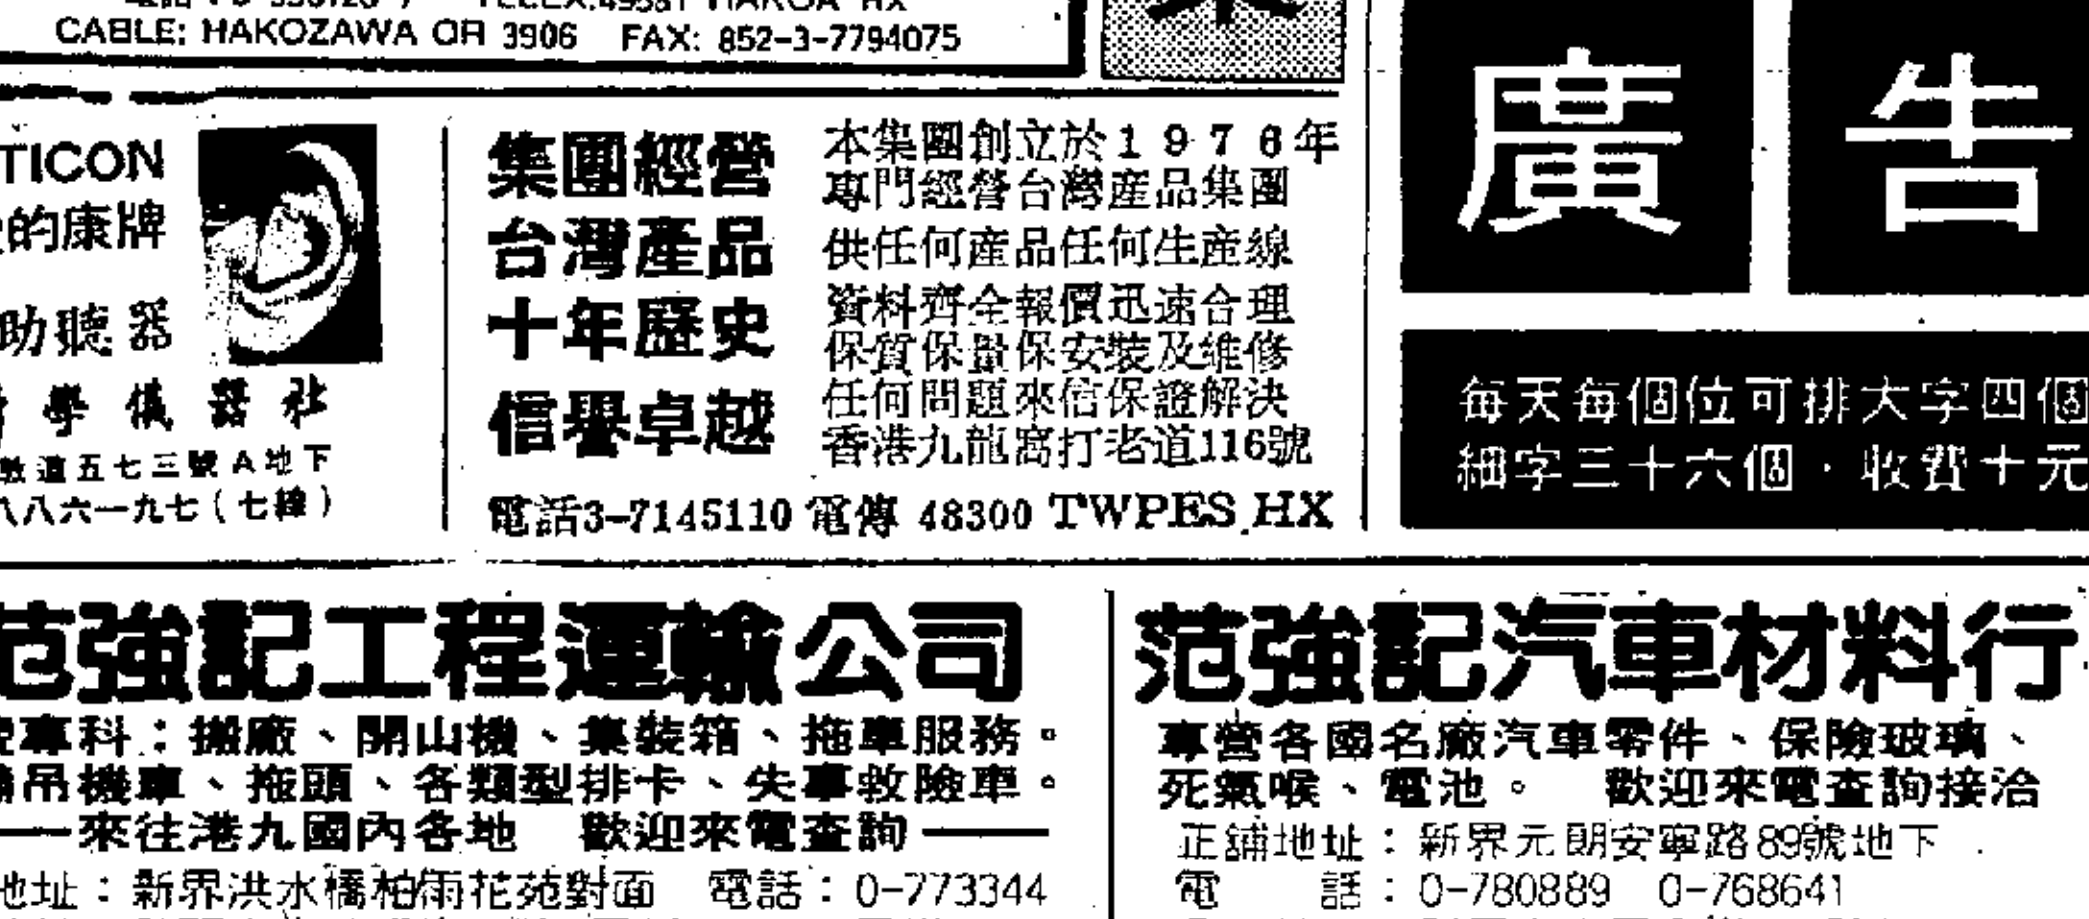 CABLE: HAKOZAWA OR 3906 FAX: 852-3-7794075
廣告
每天每個位可排大字四個
細字三十六個·收費十元
TICON
的康牌
助聽器
學儀器社
道五七三號A地下
八八六一九七(七線)
集團經營
台灣產品
十年歷史
信譽卓越
本集團創立於1976年
專門經營台灣產品集團
供任何產品任何生產線
資料齊全報價迅速合理
保質保量保安裝及維修
任何問題來信保證解決
香港九龍窩打老道116號
電話3-7145110 電傳 48300 TWPES HX
范強記工程運輸公司
專科:搬廠、開山機、集裝箱、拖車服務。
吊機車、拖頭、各類型排卡、失事救險車。
——來往港九國內各地 歡迎來電查詢——
地址:新界洪水橋柏雨花苑對面 電話:0-773344
范強記汽車材料行
專營各國名廠汽車零件、保險玻璃、
死氣喉、電池。 歡迎來電查詢接洽
正舖地址:新界元朗安寧路89號地下
電話:0-780889 0-768641